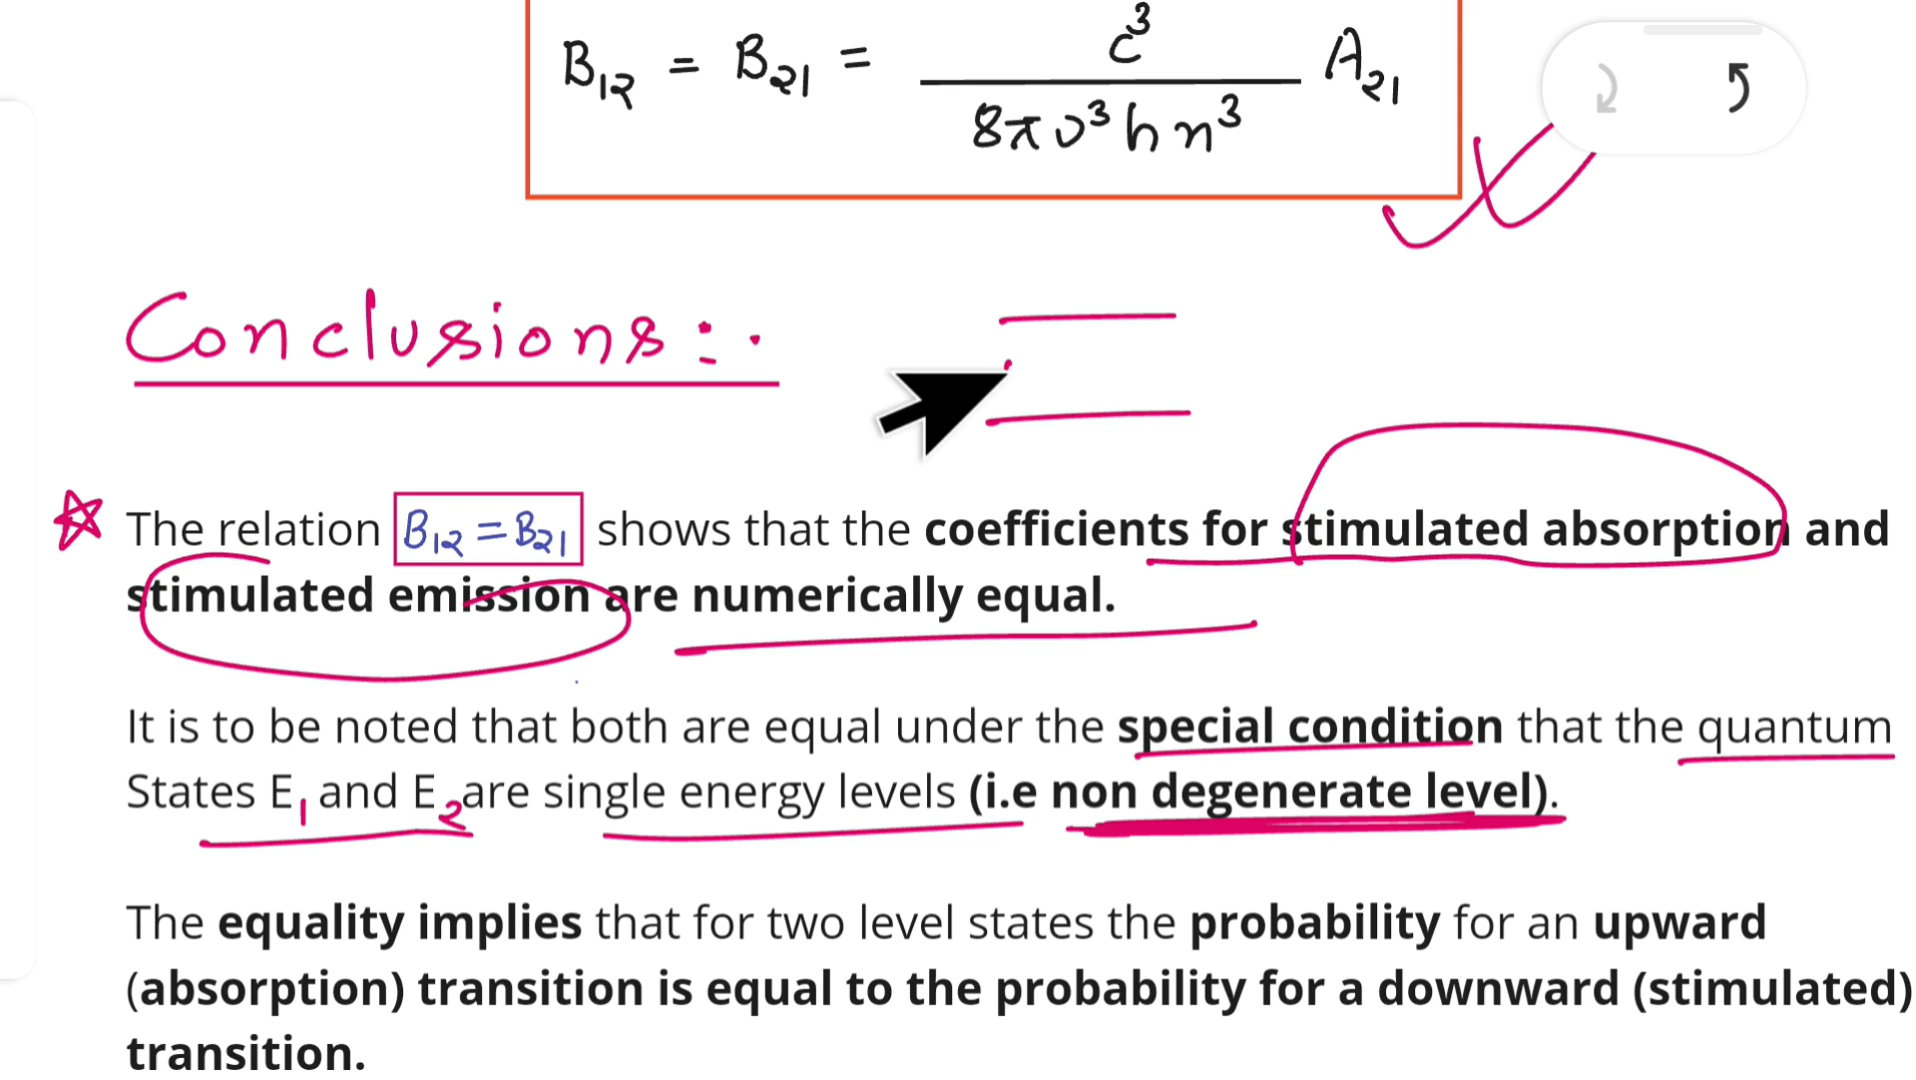 B₁₂ = B₂₁ = c³ / 8πν³hn³ A₂₁
Conclusions :-
The relation B₁₂ = B₂₁ shows that the coefficients for stimulated absorption and
stimulated emission are numerically equal.
It is to be noted that both are equal under the special condition that the quantum
States E₁ and E₂ are single energy levels (i.e non degenerate level).
The equality implies that for two level states the probability for an upward
(absorption) transition is equal to the probability for a downward (stimulated)
transition.